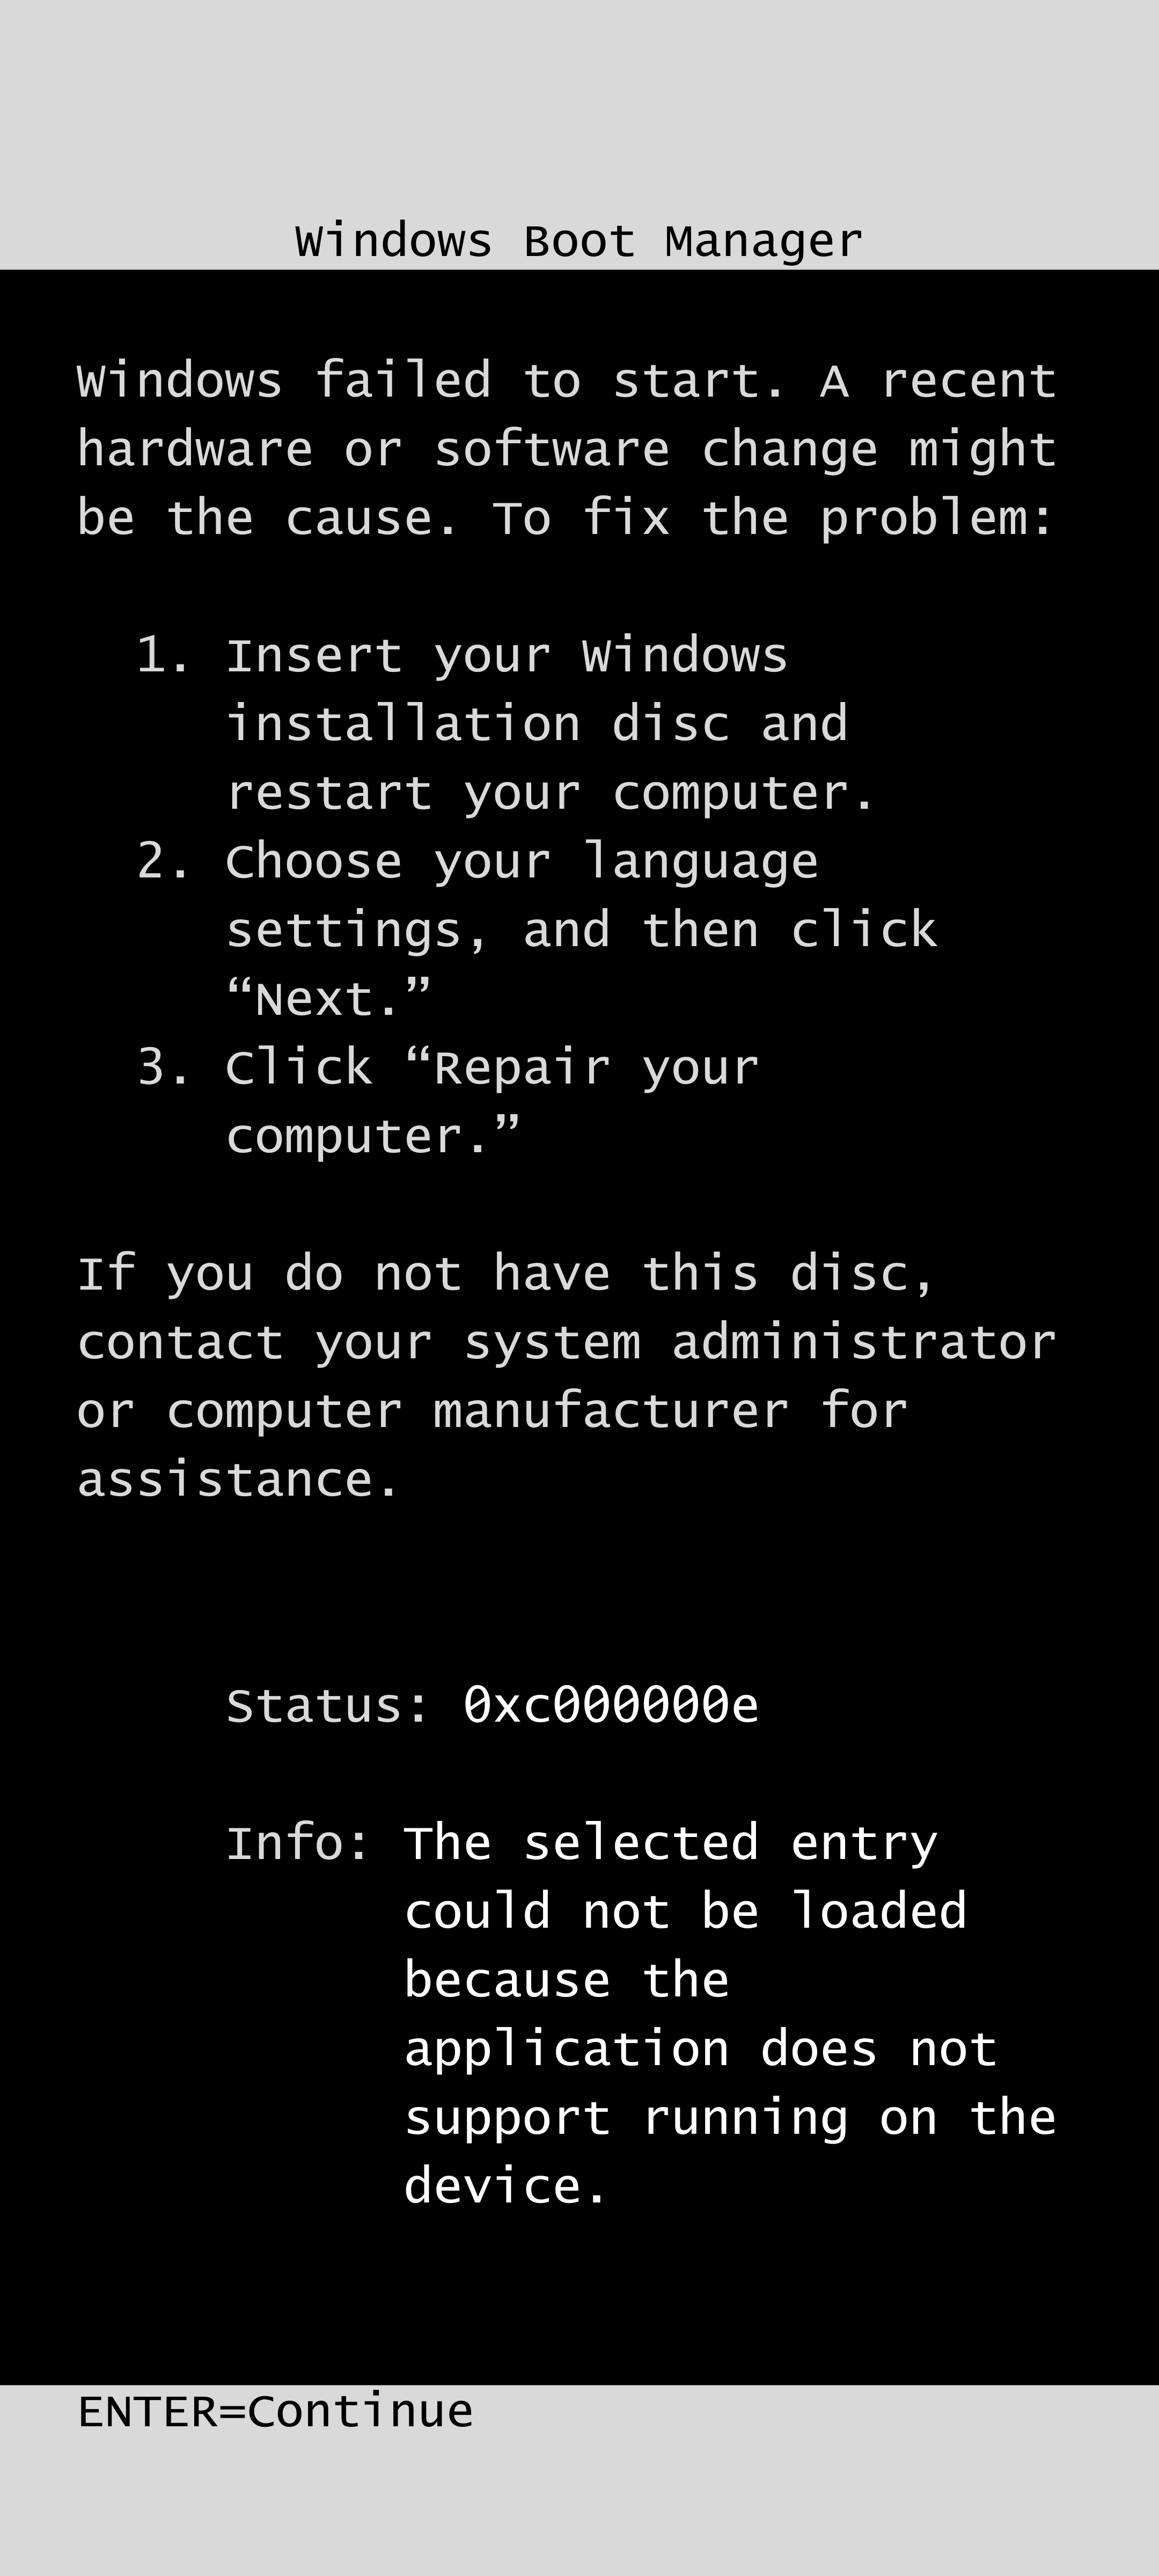 Windows Boot Manager
Windows failed to start. A recent
hardware or software change might
be the cause. To fix the problem:
1. Insert your Windows
installation disc and
restart your computer.
2. Choose your language
settings, and then click
“Next.”
3. Click “Repair your
computer.”
If you do not have this disc,
contact your system administrator
or computer manufacturer for
assistance.
Status: 0xc000000e
Info: The selected entry
could not be loaded
because the
application does not
support running on the
device.
ENTER=Continue